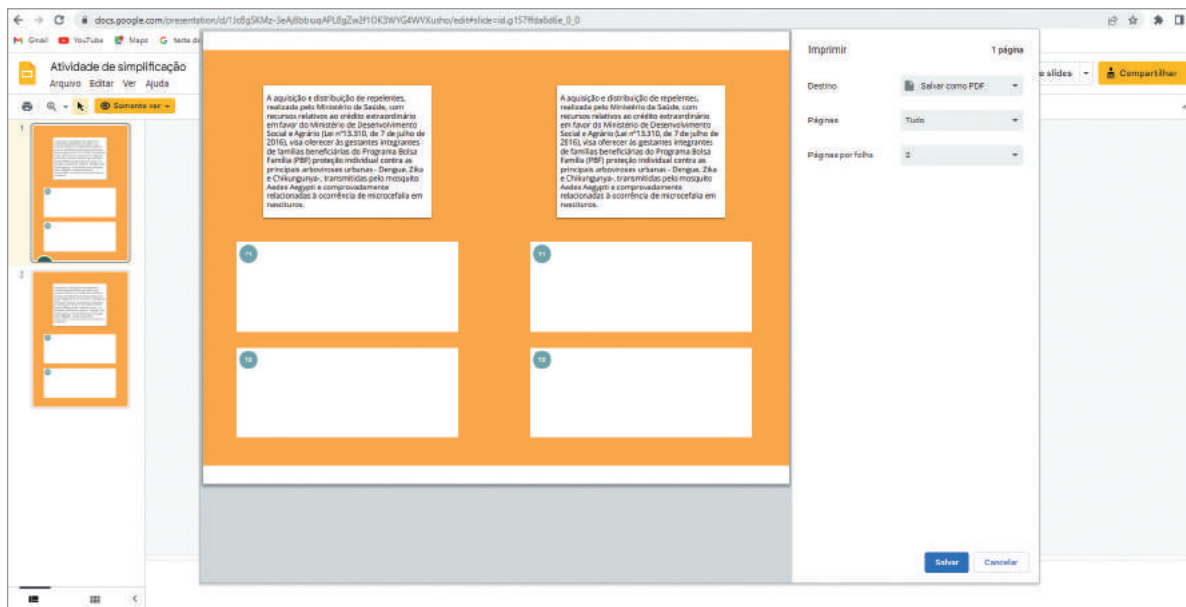 docs.google.com/presentation/d/
Gmail YouTube Maps
Imprimir 1 página
Atividade de simplificação
Arquivo Editar Ver Ajuda
e slides Compartilhar
Destino Salvar como PDF
Somente ver
Páginas Tudo
Páginas por folha 2
1
2
A aquisição e distribuição de repelentes,
realizada pelo Ministério da Saúde, com
recursos relativos ao crédito extraordinário
em favor do Ministério de Desenvolvimento
Social e Agrário (Lei nº13.310, de 7 de julho de
2016), visa oferecer às gestantes integrantes
de famílias beneficiárias do Programa Bolsa
Família (PBF) proteção individual contra as
principais arboviroses urbanas - Dengue, Zika
e Chikungunya-, transmitidas pelo mosquito
Aedes Aegypti e comprovadamente
relacionadas à ocorrência de microcefalia em
nascituros.
T1
T2
A aquisição e distribuição de repelentes,
realizada pelo Ministério da Saúde, com
recursos relativos ao crédito extraordinário
em favor do Ministério de Desenvolvimento
Social e Agrário (Lei nº13.310, de 7 de julho de
2016), visa oferecer às gestantes integrantes
de famílias beneficiárias do Programa Bolsa
Família (PBF) proteção individual contra as
principais arboviroses urbanas - Dengue, Zika
e Chikungunya-, transmitidas pelo mosquito
Aedes Aegypti e comprovadamente
relacionadas à ocorrência de microcefalia em
nascituros.
T1
T2
Salvar Cancelar